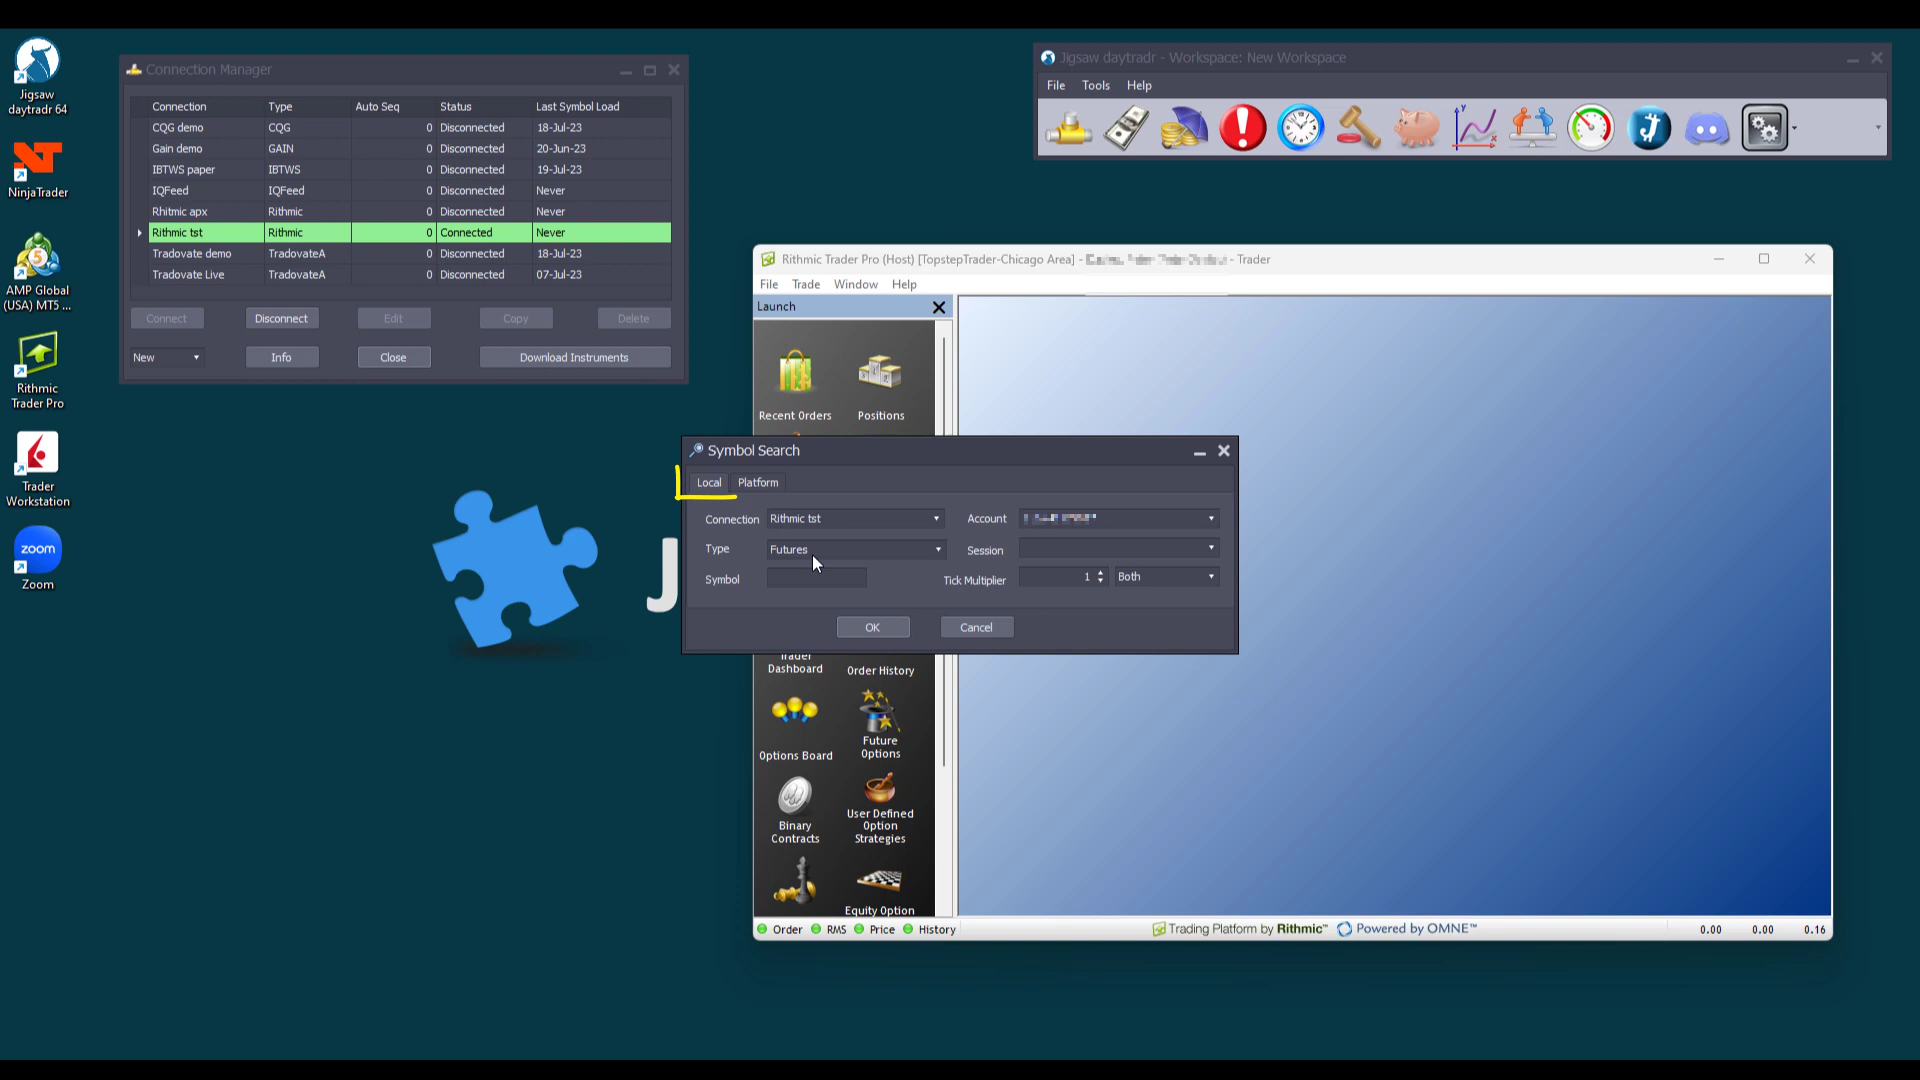 Jigsaw
daytradr 64
NinjaTrader
AMP Global
(USA) MT5 ...
Rithmic
Trader Pro
Trader
Workstation
zoom
Zoom
Connection Manager
Connection Type Auto Seq Status Last Symbol Load
CQG demo CQG 0 Disconnected 18-Jul-23
Gain demo GAIN 0 Disconnected 20-Jun-23
IBTWS paper IBTWS 0 Disconnected 19-Jul-23
IQFeed IQFeed 0 Disconnected Never
Rhitmic apx Rithmic 0 Disconnected Never
Rithmic tst Rithmic 0 Connected Never
Tradovate demo TradovateA 0 Disconnected 18-Jul-23
Tradovate Live TradovateA 0 Disconnected 07-Jul-23
Connect Disconnect Edit Copy Delete
New Info Close Download Instruments
J
Jigsaw daytradr - Workspace: New Workspace
File Tools Help
Rithmic Trader Pro (Host) [TopstepTrader-Chicago Area] - - Trader
File Trade Window Help
Launch
Recent Orders Positions
Symbol Search
Local Platform
Connection Rithmic tst Account
Type Futures Session
Symbol Tick Multiplier 1 Both
OK Cancel
Trader
Dashboard Order History
Options Board
Future
Options
Binary
Contracts
User Defined
Option
Strategies
Equity Option
Order RMS Price History
Trading Platform by Rithmic™ Powered by OMNE™
0.00 0.00 0.16